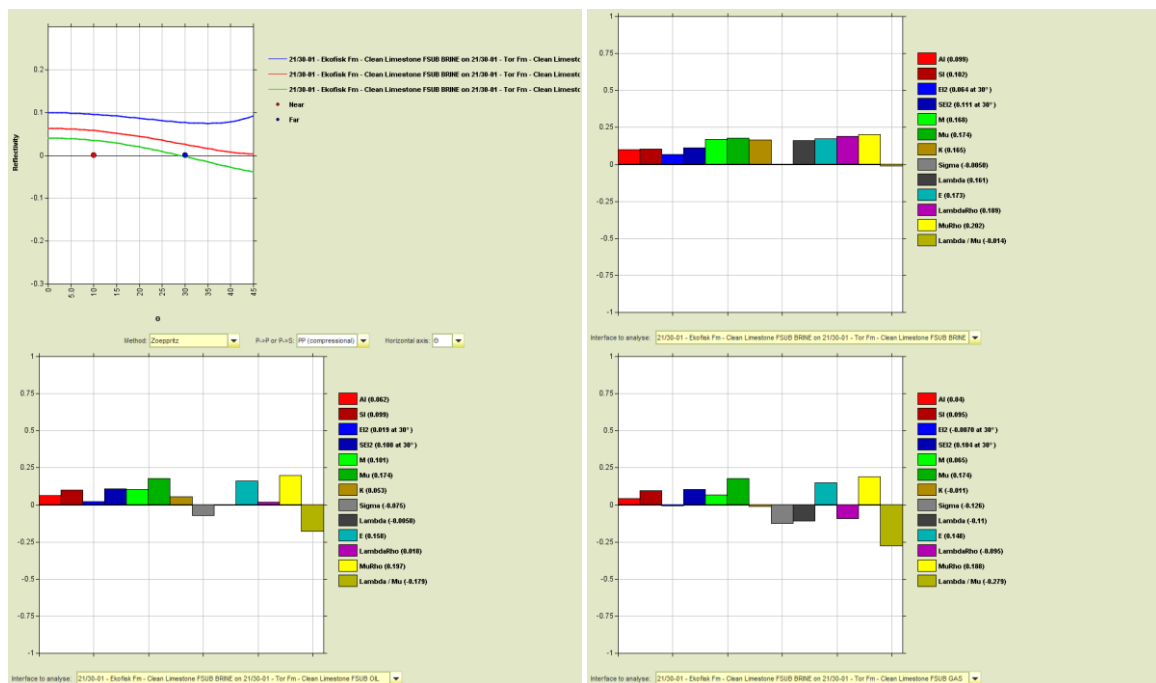 0.2
0.1
0
-0.1
-0.2
-0.3
Reflectivity
0
5.0
10
15
20
25
30
35
40
45
Θ
21/30-01 - Ekofisk Fm - Clean Limestone FSUB BRINE on 21/30-01 - Tor Fm - Clean Limesto
21/30-01 - Ekofisk Fm - Clean Limestone FSUB BRINE on 21/30-01 - Tor Fm - Clean Limesto
21/30-01 - Ekofisk Fm - Clean Limestone FSUB BRINE on 21/30-01 - Tor Fm - Clean Limesto
Near
Far
Method: Zoeppritz P->P or P->S: PP (compressional) Horizontal axis: Θ
1
0.75
0.5
0.25
0
-0.25
-0.5
-0.75
-1
AI (0.099)
SI (0.102)
EI2 (0.064 at 30°)
SEI2 (0.111 at 30°)
M (0.168)
Mu (0.174)
K (0.165)
Sigma (-0.0050)
Lambda (0.161)
E (0.173)
LambdaRho (0.189)
MuRho (0.202)
Lambda / Mu (-0.014)
Interface to analyse: 21/30-01 - Ekofisk Fm - Clean Limestone FSUB BRINE on 21/30-01 - Tor Fm - Clean Limestone FSUB BRINE
1
0.75
0.5
0.25
0
-0.25
-0.5
-0.75
-1
AI (0.062)
SI (0.099)
EI2 (0.019 at 30°)
SEI2 (0.108 at 30°)
M (0.101)
Mu (0.174)
K (0.053)
Sigma (-0.075)
Lambda (-0.0050)
E (0.158)
LambdaRho (0.018)
MuRho (0.197)
Lambda / Mu (-0.179)
Interface to analyse: 21/30-01 - Ekofisk Fm - Clean Limestone FSUB BRINE on 21/30-01 - Tor Fm - Clean Limestone FSUB OIL
1
0.75
0.5
0.25
0
-0.25
-0.5
-0.75
-1
AI (0.04)
SI (0.095)
EI2 (-0.0070 at 30°)
SEI2 (0.104 at 30°)
M (0.065)
Mu (0.174)
K (-0.011)
Sigma (-0.126)
Lambda (-0.11)
E (0.148)
LambdaRho (-0.095)
MuRho (0.188)
Lambda / Mu (-0.279)
Interface to analyse: 21/30-01 - Ekofisk Fm - Clean Limestone FSUB BRINE on 21/30-01 - Tor Fm - Clean Limestone FSUB GAS